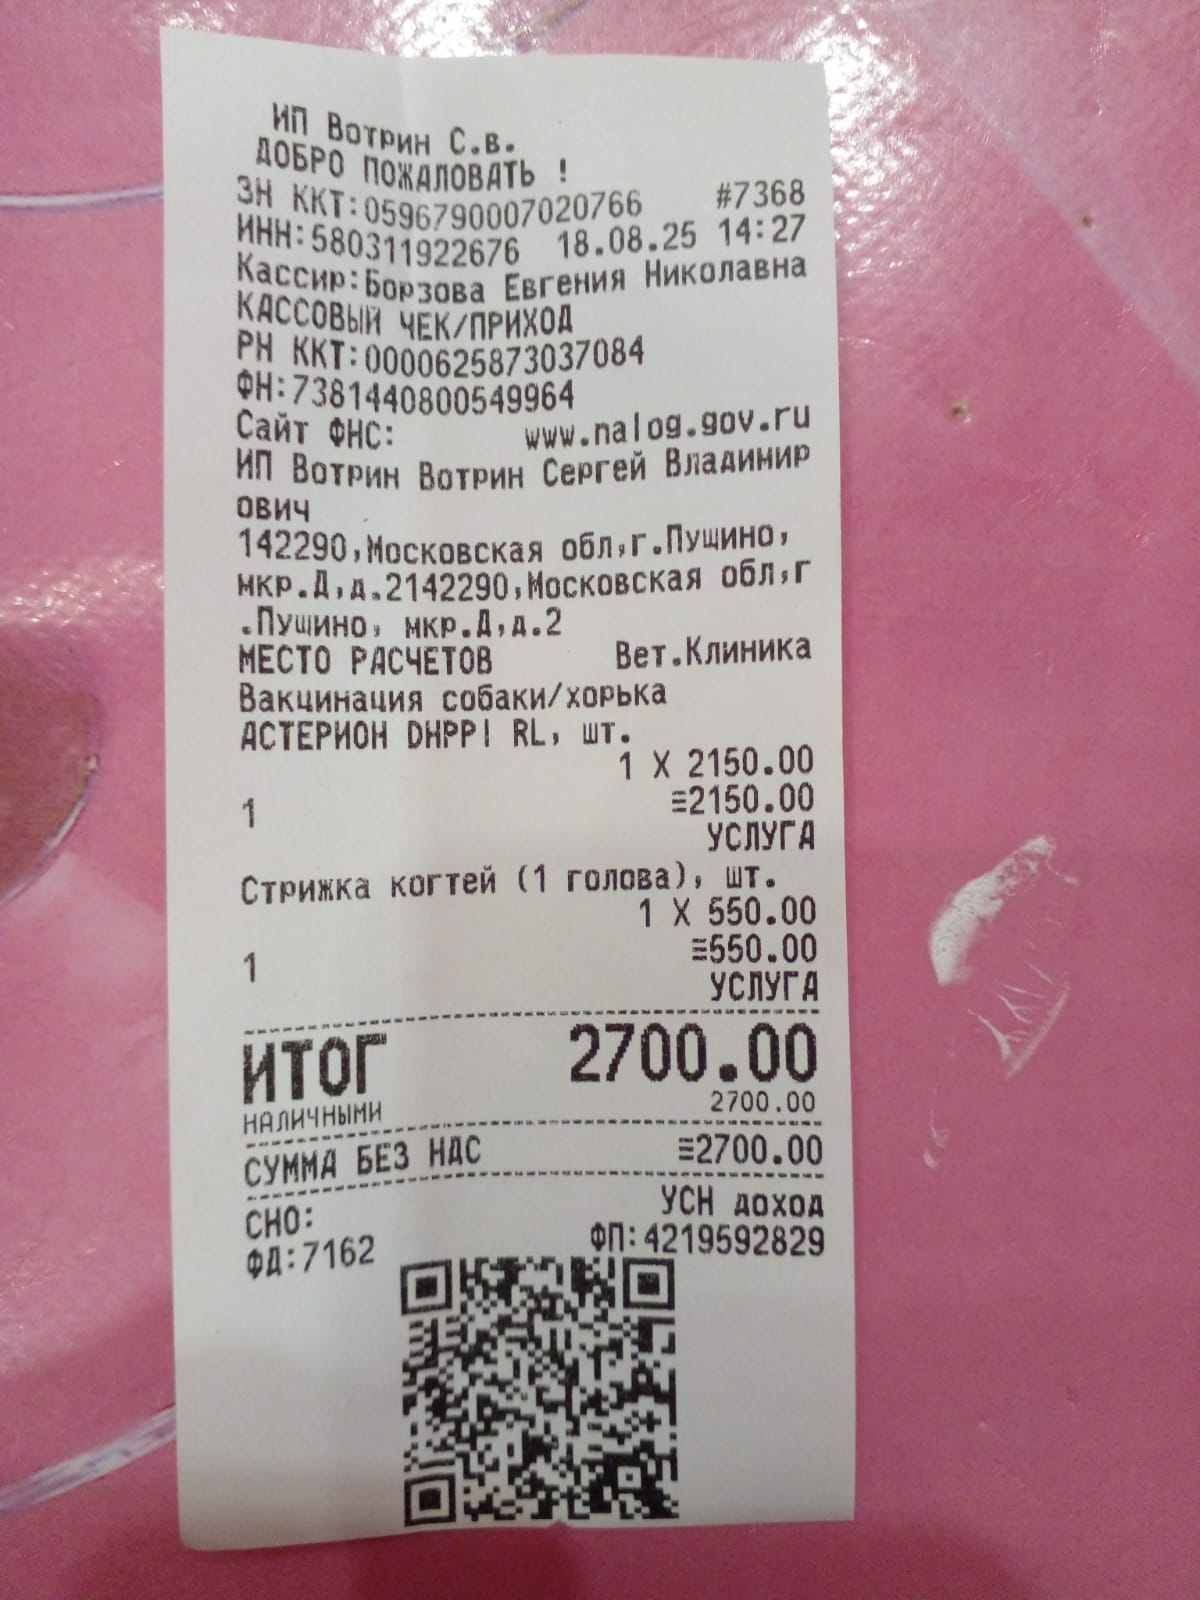 ИП Вотрин С.в.
ДОБРО ПОЖАЛОВАТЬ !
ЗН ККТ:0596790007020766 #7368
ИНН:580311922676 18.08.25 14:27
Кассир:Борзова Евгения Николавна
КАССОВЫЙ ЧЕК/ПРИХОД
РН ККТ:0000625873037084
ФН:7381440800549964
Сайт ФНС: www.nalog.gov.ru
ИП Вотрин Вотрин Сергей Владимир
ович
142290,Московская обл,г.Пущино,
мкр.Д,д.2142290,Московская обл,г
.Пушино, мкр.Д,д.2
МЕСТО РАСЧЕТОВ Вет.Клиника
Вакцинация собаки/хорька
АСТЕРИОН DHPPI RL, шт.
1 X 2150.00
1 ≡2150.00
УСЛУГА
Стрижка когтей (1 голова), шт.
1 X 550.00
1 ≡550.00
УСЛУГА
ИТОГ 2700.00
НАЛИЧНЫМИ 2700.00
СУММА БЕЗ НДС ≡2700.00
СНО: УСН доход
ФД:7162 ФП:4219592829